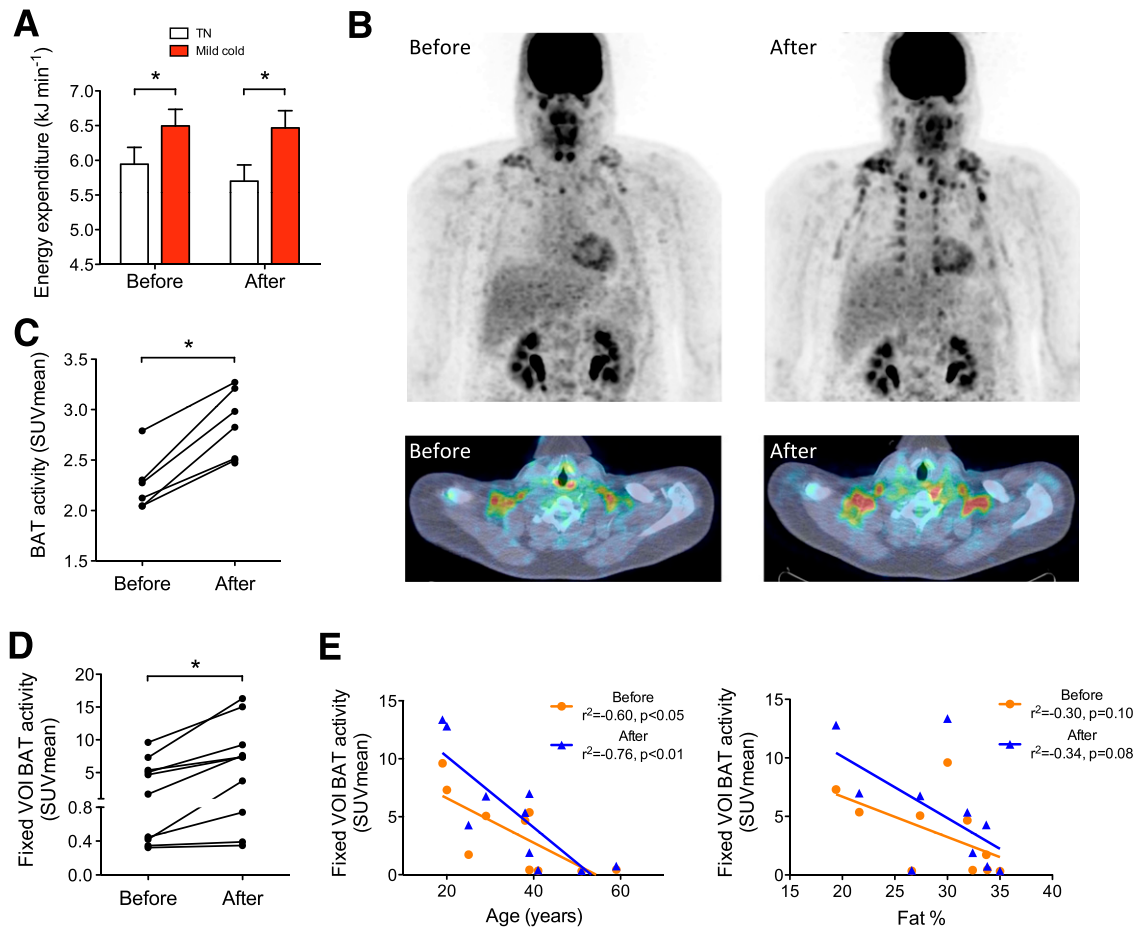 A
TN
Mild cold
Energy expenditure (kJ min-1)
7.0
6.5
6.0
5.5
5.0
4.5
*
*
Before
After
B
Before
After
Before
After
C
BAT activity (SUVmean)
3.5
3.0
2.5
2.0
1.5
*
Before
After
D
Fixed VOI BAT activity
(SUVmean)
20
15
10
5
0.8
0.4
0.0
*
Before
After
E
Fixed VOI BAT activity
(SUVmean)
15
10
5
0
20
40
60
Age (years)
Before
r2=-0.60, p<0.05
After
r2=-0.76, p<0.01
Fixed VOI BAT activity
(SUVmean)
15
10
5
0
15
20
25
30
35
40
Fat %
Before
r2=-0.30, p=0.10
After
r2=-0.34, p=0.08